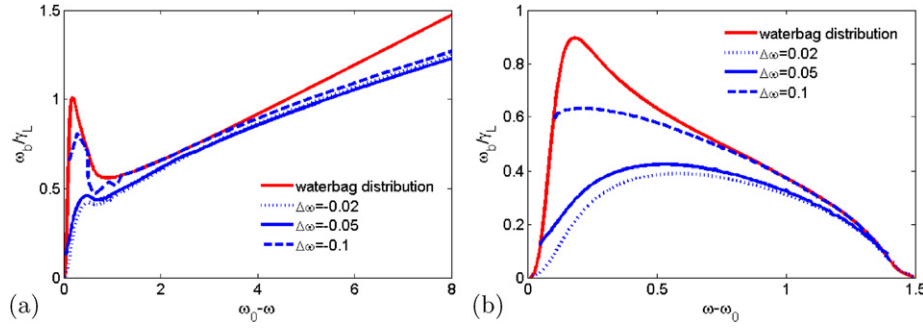 (a)
ω_b/γ_L
1.5
1
0.5
0
waterbag distribution
Δω=-0.02
Δω=-0.05
Δω=-0.1
0 2 4 6 8
ω₀-ω
(b)
ω_b/γ_L
1
0.8
0.6
0.4
0.2
0
waterbag distribution
Δω=0.02
Δω=0.05
Δω=0.1
0 0.5 1 1.5
ω-ω₀